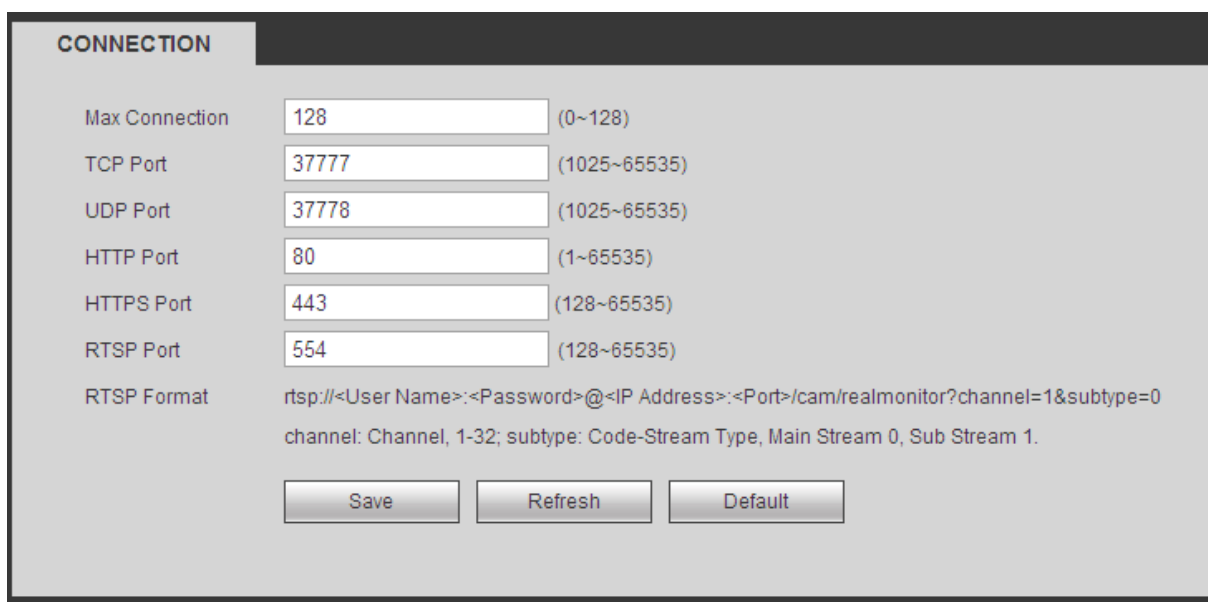 CONNECTION
Max Connection 128 (0~128)
TCP Port 37777 (1025~65535)
UDP Port 37778 (1025~65535)
HTTP Port 80 (1~65535)
HTTPS Port 443 (128~65535)
RTSP Port 554 (128~65535)
RTSP Format rtsp://<User Name>:<Password>@<IP Address>:<Port>/cam/realmonitor?channel=1&subtype=0
channel: Channel, 1-32; subtype: Code-Stream Type, Main Stream 0, Sub Stream 1.
Save Refresh Default